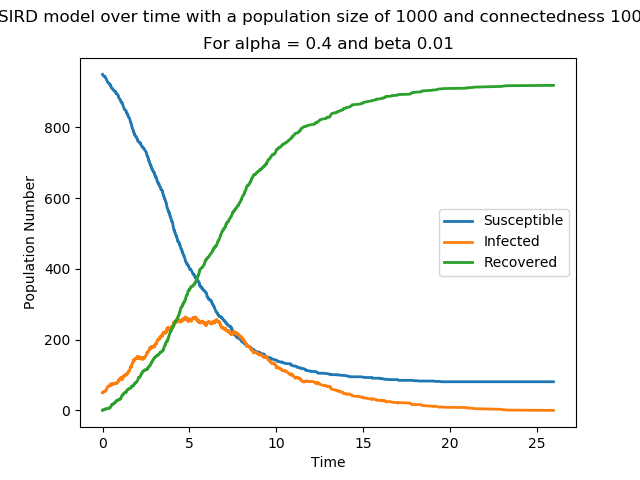 SIRD model over time with a population size of 1000 and connectedness 100
For alpha = 0.4 and beta 0.01
Population Number
800
600
400
200
0
Susceptible
Infected
Recovered
0 5 10 15 20 25
Time